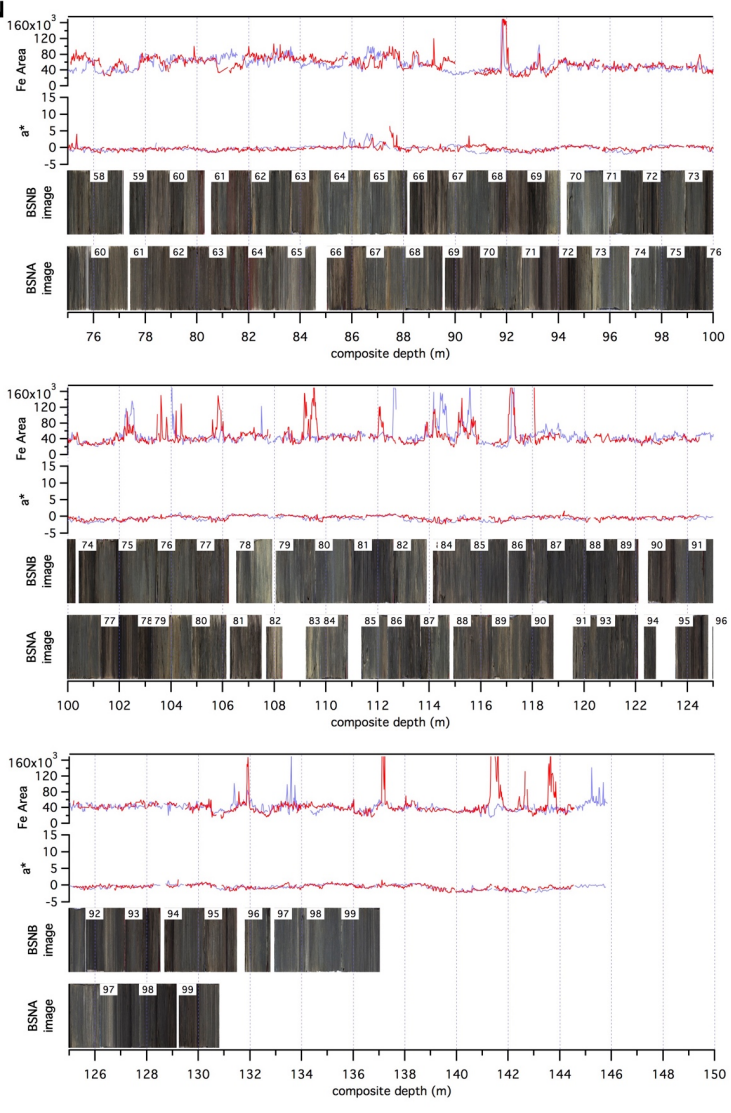 160x10³
120
80
40
0
Fe Area
15
10
5
0
-5
a*
58 59 60 61 62 63 64 65 66 67 68 69 70 71 72 73
BSNB
image
60 61 62 63 64 65 66 67 68 69 70 71 72 73 74 75 76
BSNA
image
76 78 80 82 84 86 88 90 92 94 96 98 100
composite depth (m)
160x10³
120
80
40
0
Fe Area
15
10
5
0
-5
a*
74 75 76 77 78 79 80 81 82 84 85 86 87 88 89 90 91
BSNB
image
77 78 79 80 81 82 83 84 85 86 87 88 89 90 91 93 94 95 96
BSNA
image
100 102 104 106 108 110 112 114 116 118 120 122 124
composite depth (m)
160x10³
120
80
40
0
Fe Area
15
10
5
0
-5
a*
92 93 94 95 96 97 98 99
BSNB
image
97 98 99
BSNA
image
126 128 130 132 134 136 138 140 142 144 146 148 150
composite depth (m)